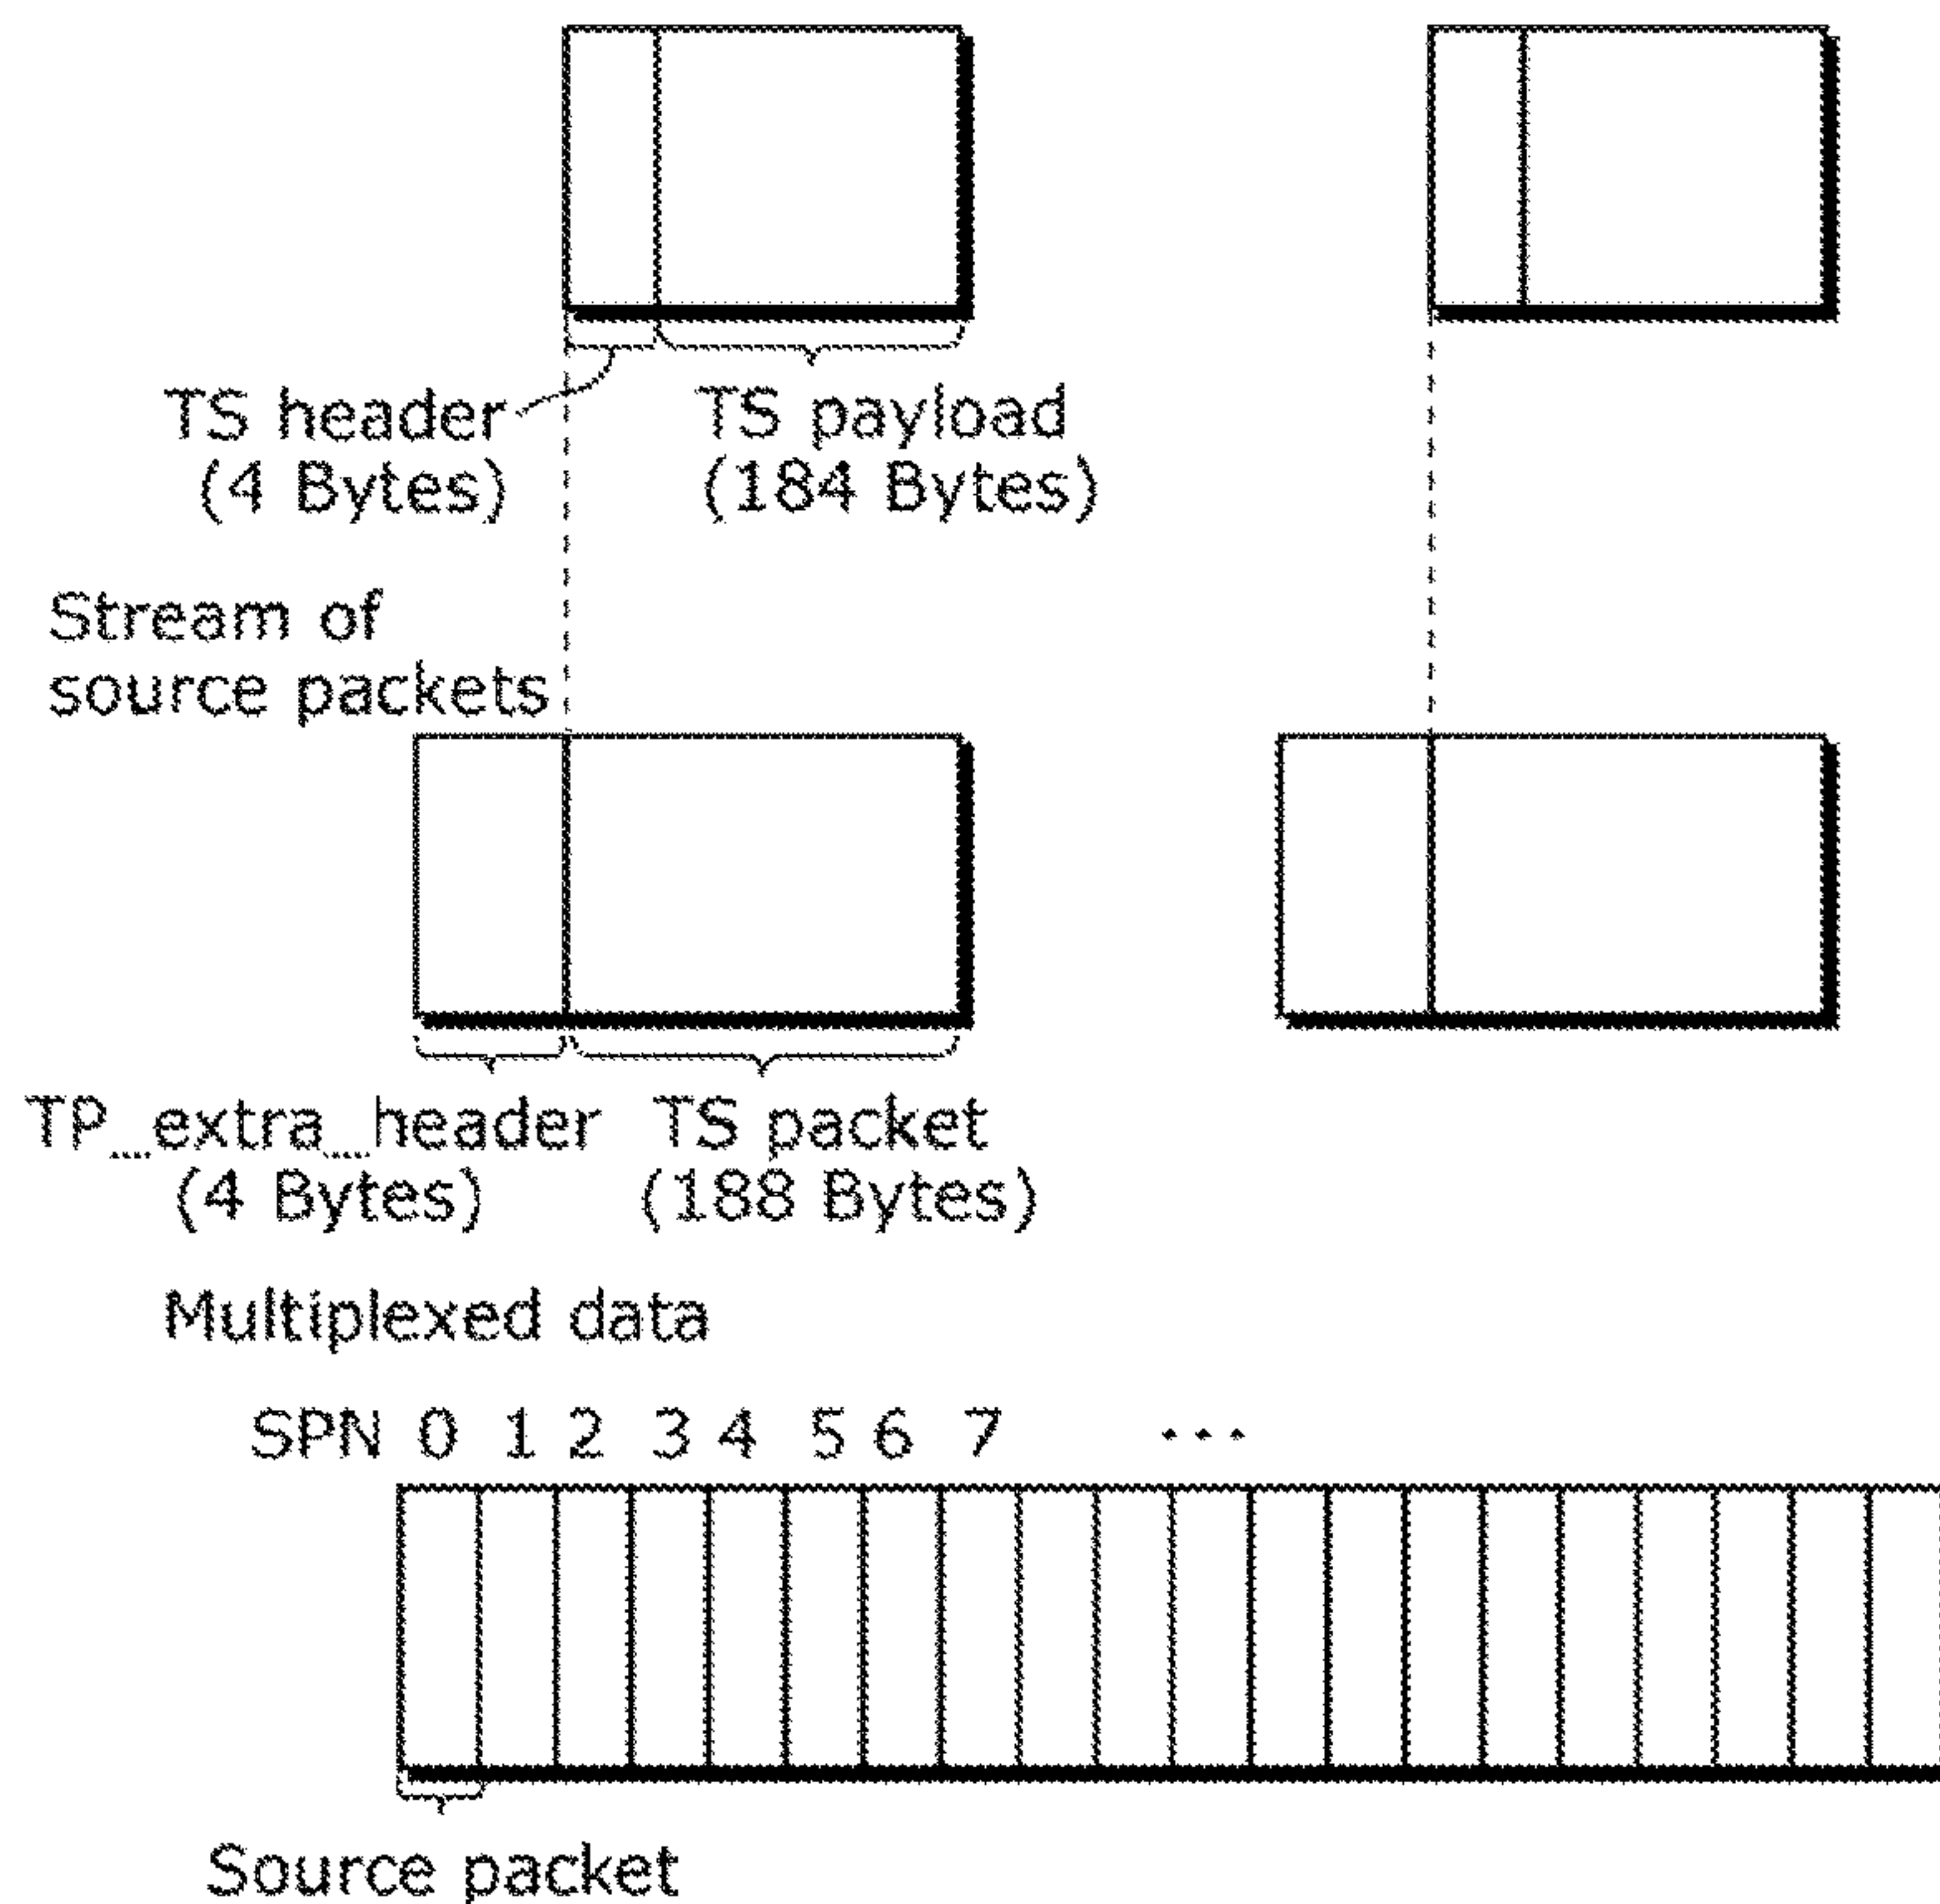 TS header TS payload
(4 Bytes) (184 Bytes)
Stream of
source packets
TP_extra_header TS packet
(4 Bytes) (188 Bytes)
Multiplexed data
SPN 0 1 2 3 4 5 6 7 ...
Source packet